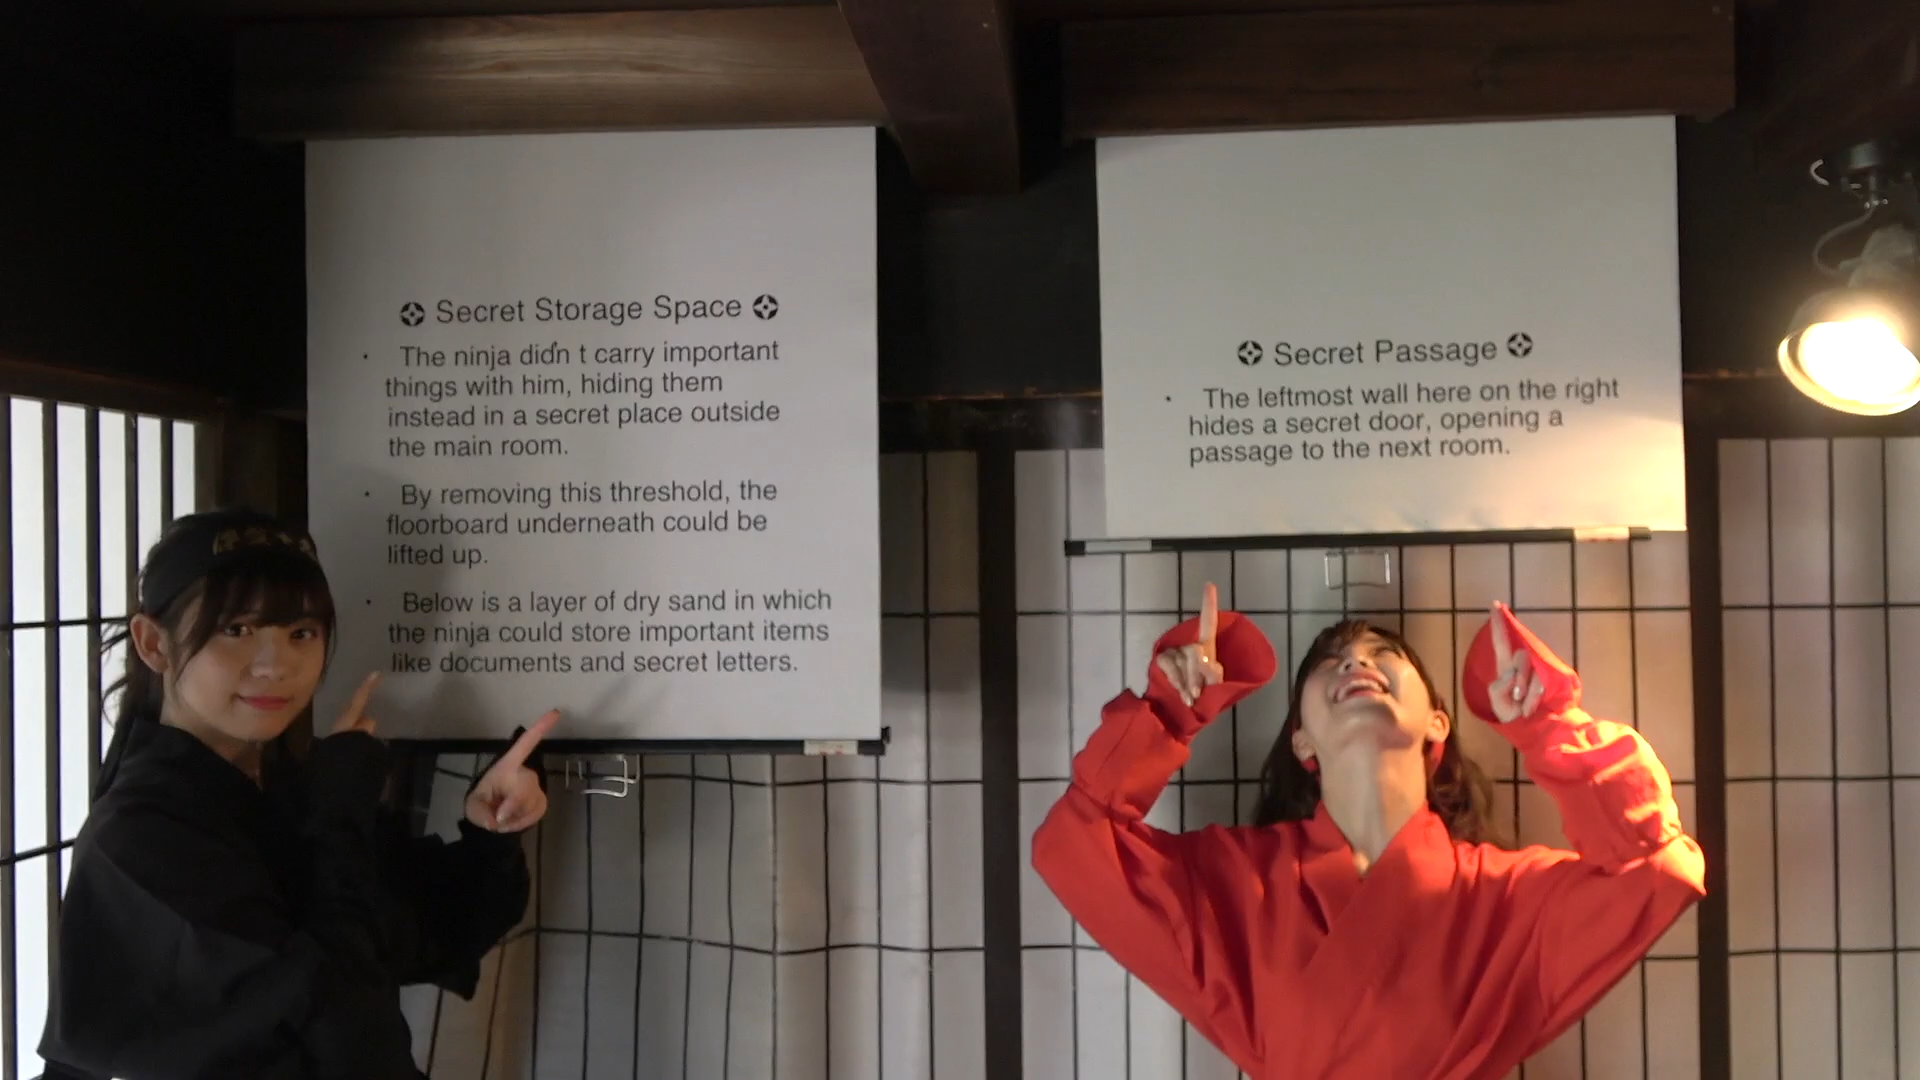 Secret Storage Space
· The ninja didn't carry important
things with him, hiding them
instead in a secret place outside
the main room.
· By removing this threshold, the
floorboard underneath could be
lifted up.
· Below is a layer of dry sand in which
the ninja could store important items
like documents and secret letters.
Secret Passage
· The leftmost wall here on the right
hides a secret door, opening a
passage to the next room.